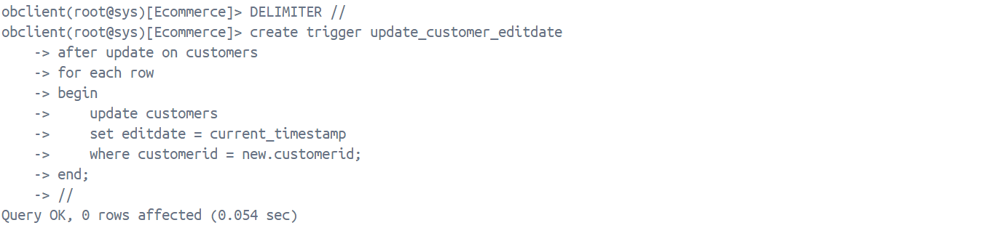 obclient(root@sys)[Ecommerce]> DELIMITER //
obclient(root@sys)[Ecommerce]> create trigger update_customer_editdate
    -> after update on customers
    -> for each row
    -> begin
    ->     update customers
    ->     set editdate = current_timestamp
    ->     where customerid = new.customerid;
    -> end;
    -> //
Query OK, 0 rows affected (0.054 sec)